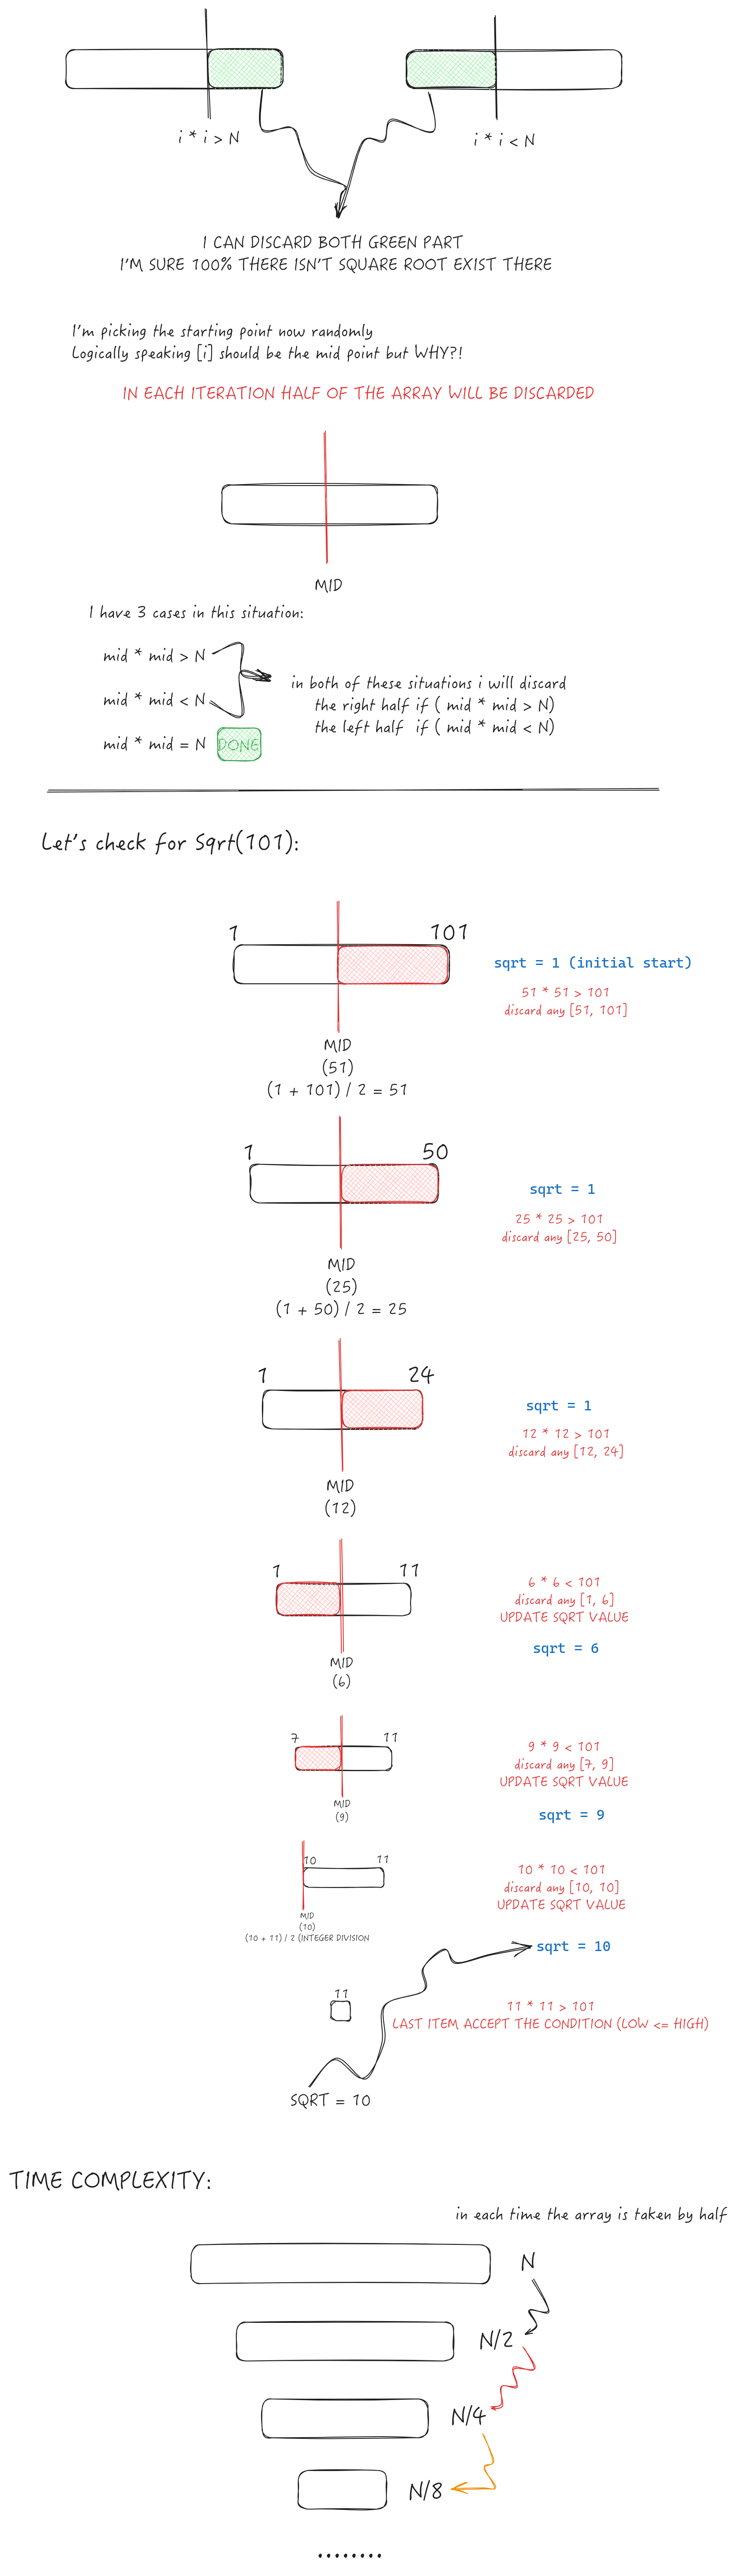 i * i > N
i * i < N
I CAN DISCARD BOTH GREEN PART
I'M SURE 100% THERE ISN'T SQUARE ROOT EXIST THERE
I'm picking the starting point now randomly
Logically speaking [i] should be the mid point but WHY?!
IN EACH ITERATION HALF OF THE ARRAY WILL BE DISCARDED
MID
I have 3 cases in this situation:
mid * mid > N
mid * mid < N
mid * mid = N
DONE
in both of these situations i will discard
the right half if ( mid * mid > N)
the left half if ( mid * mid < N)
Let's check for Sqrt(101):
1
101
sqrt = 1 (initial start)
51 * 51 > 101
discard any [51, 101]
MID
(51)
(1 + 101) / 2 = 51
1
50
sqrt = 1
25 * 25 > 101
discard any [25, 50]
MID
(25)
(1 + 50) / 2 = 25
1
24
sqrt = 1
12 * 12 > 101
discard any [12, 24]
MID
(12)
1
11
6 * 6 < 101
discard any [1, 6]
UPDATE SQRT VALUE
sqrt = 6
MID
(6)
7
11
9 * 9 < 101
discard any [7, 9]
UPDATE SQRT VALUE
sqrt = 9
MID
(9)
10
11
10 * 10 < 101
discard any [10, 10]
UPDATE SQRT VALUE
MID
(10)
(10 + 11) / 2 (INTEGER DIVISION
sqrt = 10
11
11 * 11 > 101
LAST ITEM ACCEPT THE CONDITION (LOW <= HIGH)
SQRT = 10
TIME COMPLEXITY:
in each time the array is taken by half
N
N/2
N/4
N/8
........